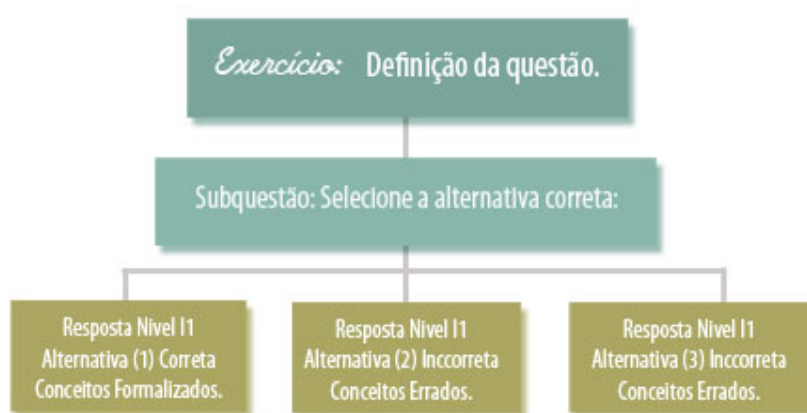 Exercício: Definição da questão.
Subquestão: Selecione a alternativa correta:
Resposta Nivel I1
Alternativa (1) Correta
Conceitos Formalizados.
Resposta Nivel I1
Alternativa (2) Inccorreta
Conceitos Errados.
Resposta Nivel I1
Alternativa (3) Inccorreta
Conceitos Errados.